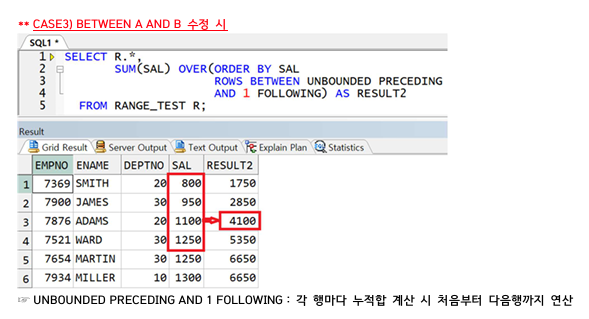 ** CASE3) BETWEEN A AND B 수정 시
SQL1 *
1 SELECT R.*,
2 SUM(SAL) OVER(ORDER BY SAL
3 ROWS BETWEEN UNBOUNDED PRECEDING
4 AND 1 FOLLOWING) AS RESULT2
5 FROM RANGE_TEST R;
Result
Grid Result Server Output Text Output Explain Plan Statistics
EMPNO ENAME DEPTNO SAL RESULT2
1 7369 SMITH 20 800 1750
2 7900 JAMES 30 950 2850
3 7876 ADAMS 20 1100 4100
4 7521 WARD 30 1250 5350
5 7654 MARTIN 30 1250 6650
6 7934 MILLER 10 1300 6650
☞ UNBOUNDED PRECEDING AND 1 FOLLOWING : 각 행마다 누적합 계산 시 처음부터 다음행까지 연산